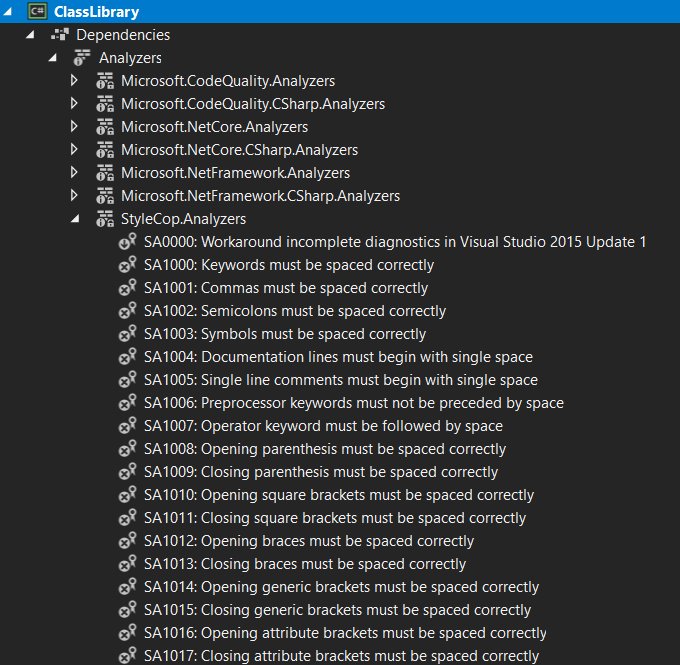 C# ClassLibrary
Dependencies
Analyzers
Microsoft.CodeQuality.Analyzers
Microsoft.CodeQuality.CSharp.Analyzers
Microsoft.NetCore.Analyzers
Microsoft.NetCore.CSharp.Analyzers
Microsoft.NetFramework.Analyzers
Microsoft.NetFramework.CSharp.Analyzers
StyleCop.Analyzers
SA0000: Workaround incomplete diagnostics in Visual Studio 2015 Update 1
SA1000: Keywords must be spaced correctly
SA1001: Commas must be spaced correctly
SA1002: Semicolons must be spaced correctly
SA1003: Symbols must be spaced correctly
SA1004: Documentation lines must begin with single space
SA1005: Single line comments must begin with single space
SA1006: Preprocessor keywords must not be preceded by space
SA1007: Operator keyword must be followed by space
SA1008: Opening parenthesis must be spaced correctly
SA1009: Closing parenthesis must be spaced correctly
SA1010: Opening square brackets must be spaced correctly
SA1011: Closing square brackets must be spaced correctly
SA1012: Opening braces must be spaced correctly
SA1013: Closing braces must be spaced correctly
SA1014: Opening generic brackets must be spaced correctly
SA1015: Closing generic brackets must be spaced correctly
SA1016: Opening attribute brackets must be spaced correctly
SA1017: Closing attribute brackets must be spaced correctly